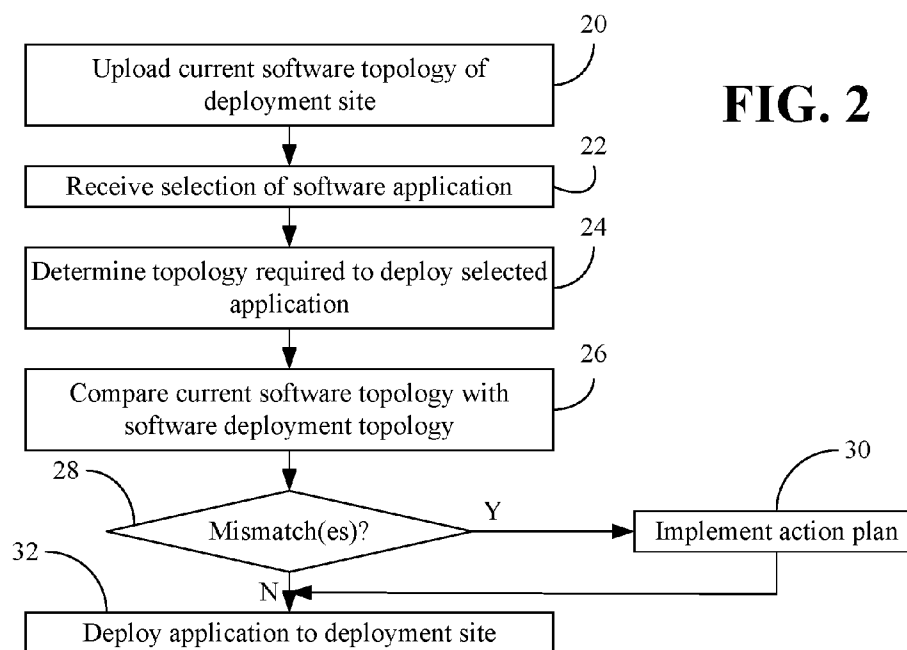 20
Upload current software topology of
deployment site
FIG. 2
22
Receive selection of software application
24
Determine topology required to deploy selected
application
26
Compare current software topology with
software deployment topology
28
Mismatch(es)?
Y
30
Implement action plan
N
32
Deploy application to deployment site